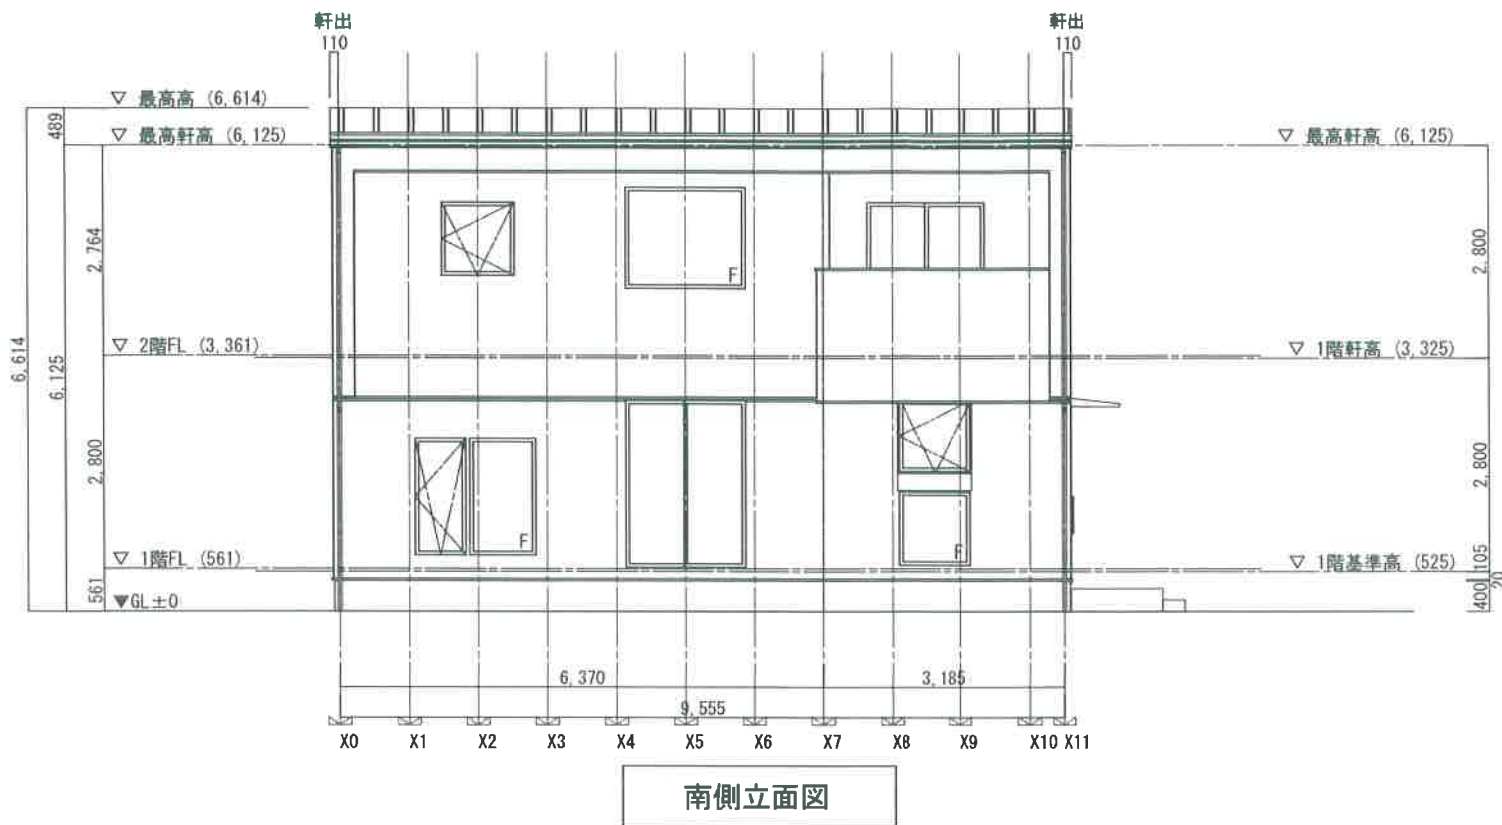 軒出
110
軒出
110
▽ 最高高 (6,614)
489
▽ 最高軒高 (6,125)
▽ 最高軒高 (6,125)
2,764
2,800
▽ 2階FL (3,361)
▽ 1階軒高 (3,325)
6,614
6,125
2,800
2,800
F
F
F
▽ 1階FL (561)
▽ 1階基準高 (525)
105
20
561
400
▼GL±0
6,370
3,185
9,555
X0 X1 X2 X3 X4 X5 X6 X7 X8 X9 X10 X11
南側立面図